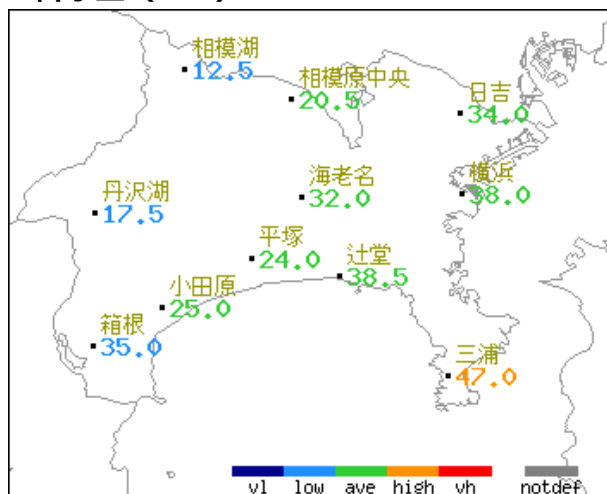 相模湖
12.5
相模原中央
20.5
日吉
34.0
丹沢湖
17.5
海老名
32.0
横浜
38.0
平塚
24.0
辻堂
38.5
小田原
25.0
箱根
35.0
三浦
47.0
vl low ave high vh notdef